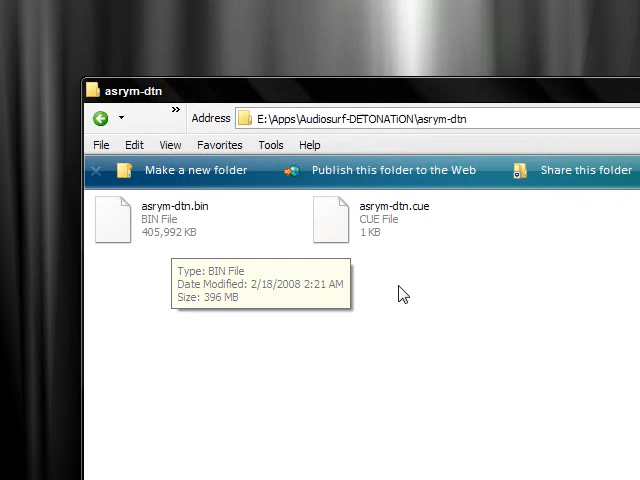 asrym-dtn
» Address E:\Apps\Audiosurf-DETONATiON\asrym-dtn
File Edit View Favorites Tools Help
Make a new folder Publish this folder to the Web Share this folder
asrym-dtn.bin
BIN File
405,992 KB
asrym-dtn.cue
CUE File
1 KB
Type: BIN File
Date Modified: 2/18/2008 2:21 AM
Size: 396 MB